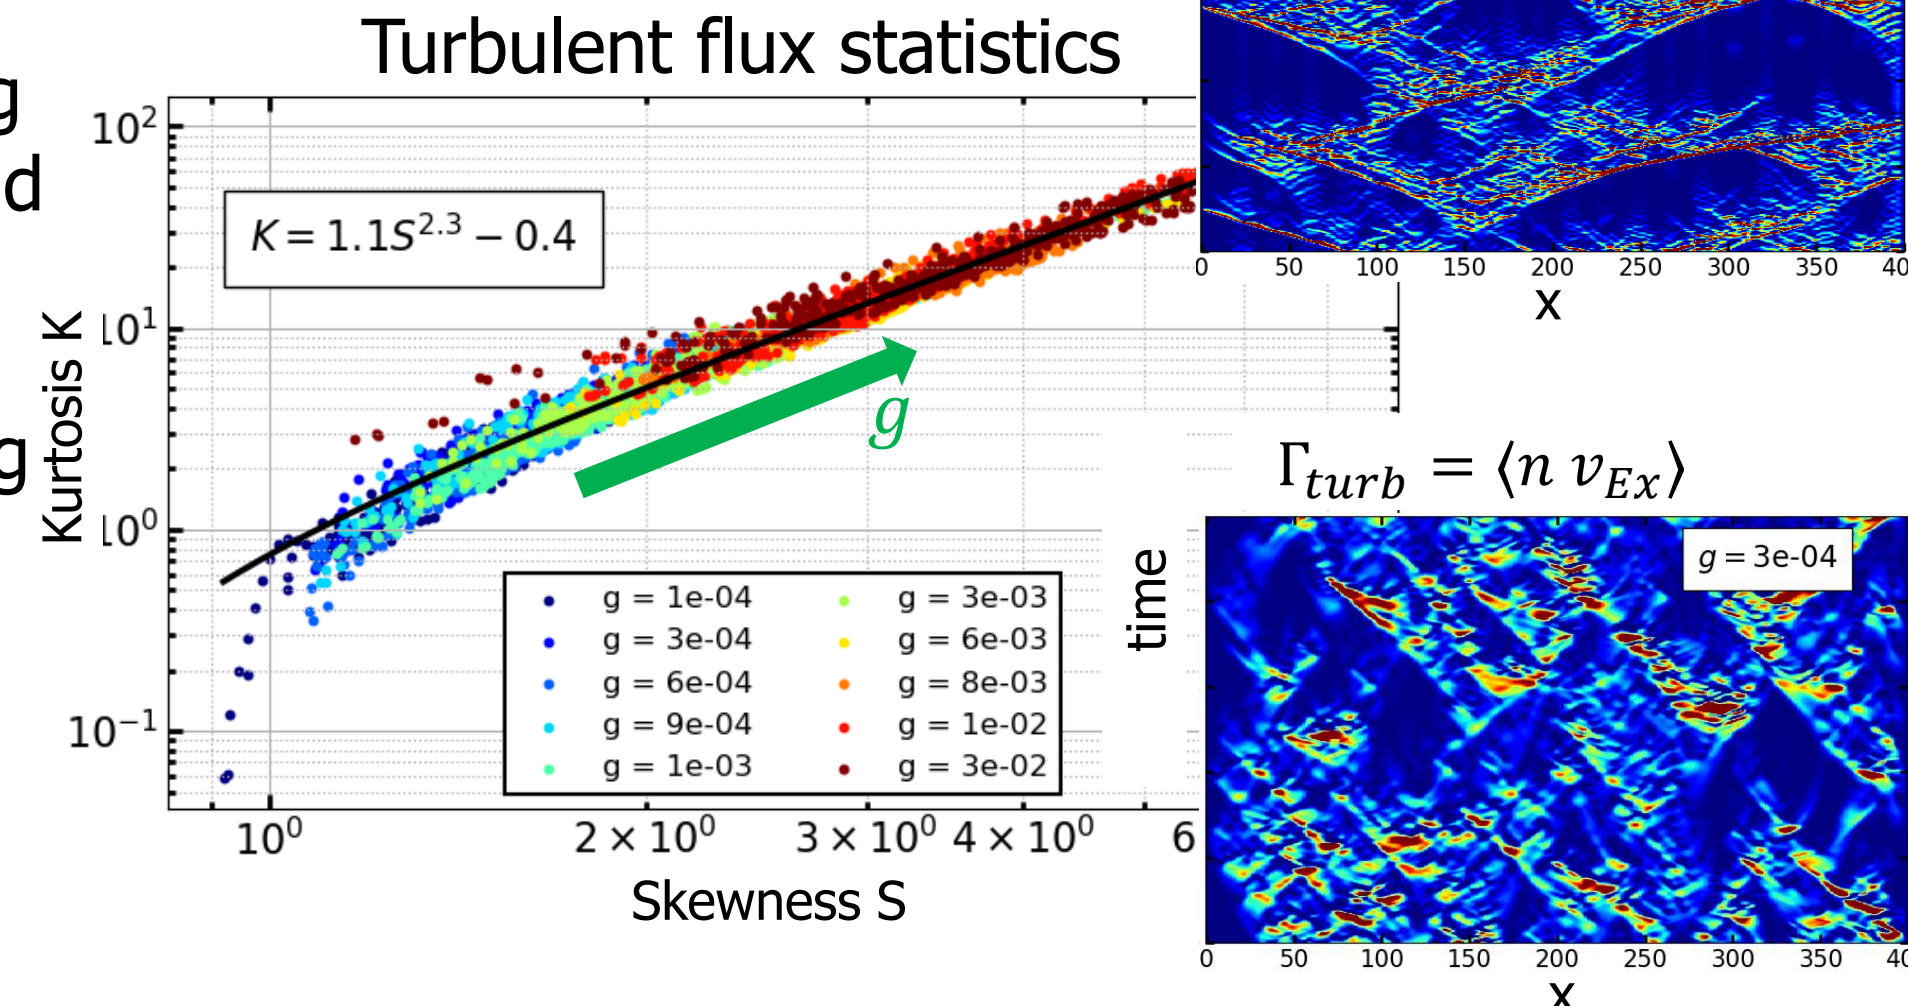 Turbulent flux statistics
g
d
g
10²
10¹
10⁰
10⁻¹
Kurtosis K
K = 1.1S^2.3 − 0.4
g
g = 1e-04
g = 3e-04
g = 6e-04
g = 9e-04
g = 1e-03
g = 3e-03
g = 6e-03
g = 8e-03
g = 1e-02
g = 3e-02
10⁰ 2×10⁰ 3×10⁰ 4×10⁰ 6
Skewness S
0 50 100 150 200 250 300 350 40
x
Γ_turb = ⟨n v_Ex⟩
time
g = 3e-04
0 50 100 150 200 250 300 350 40
x